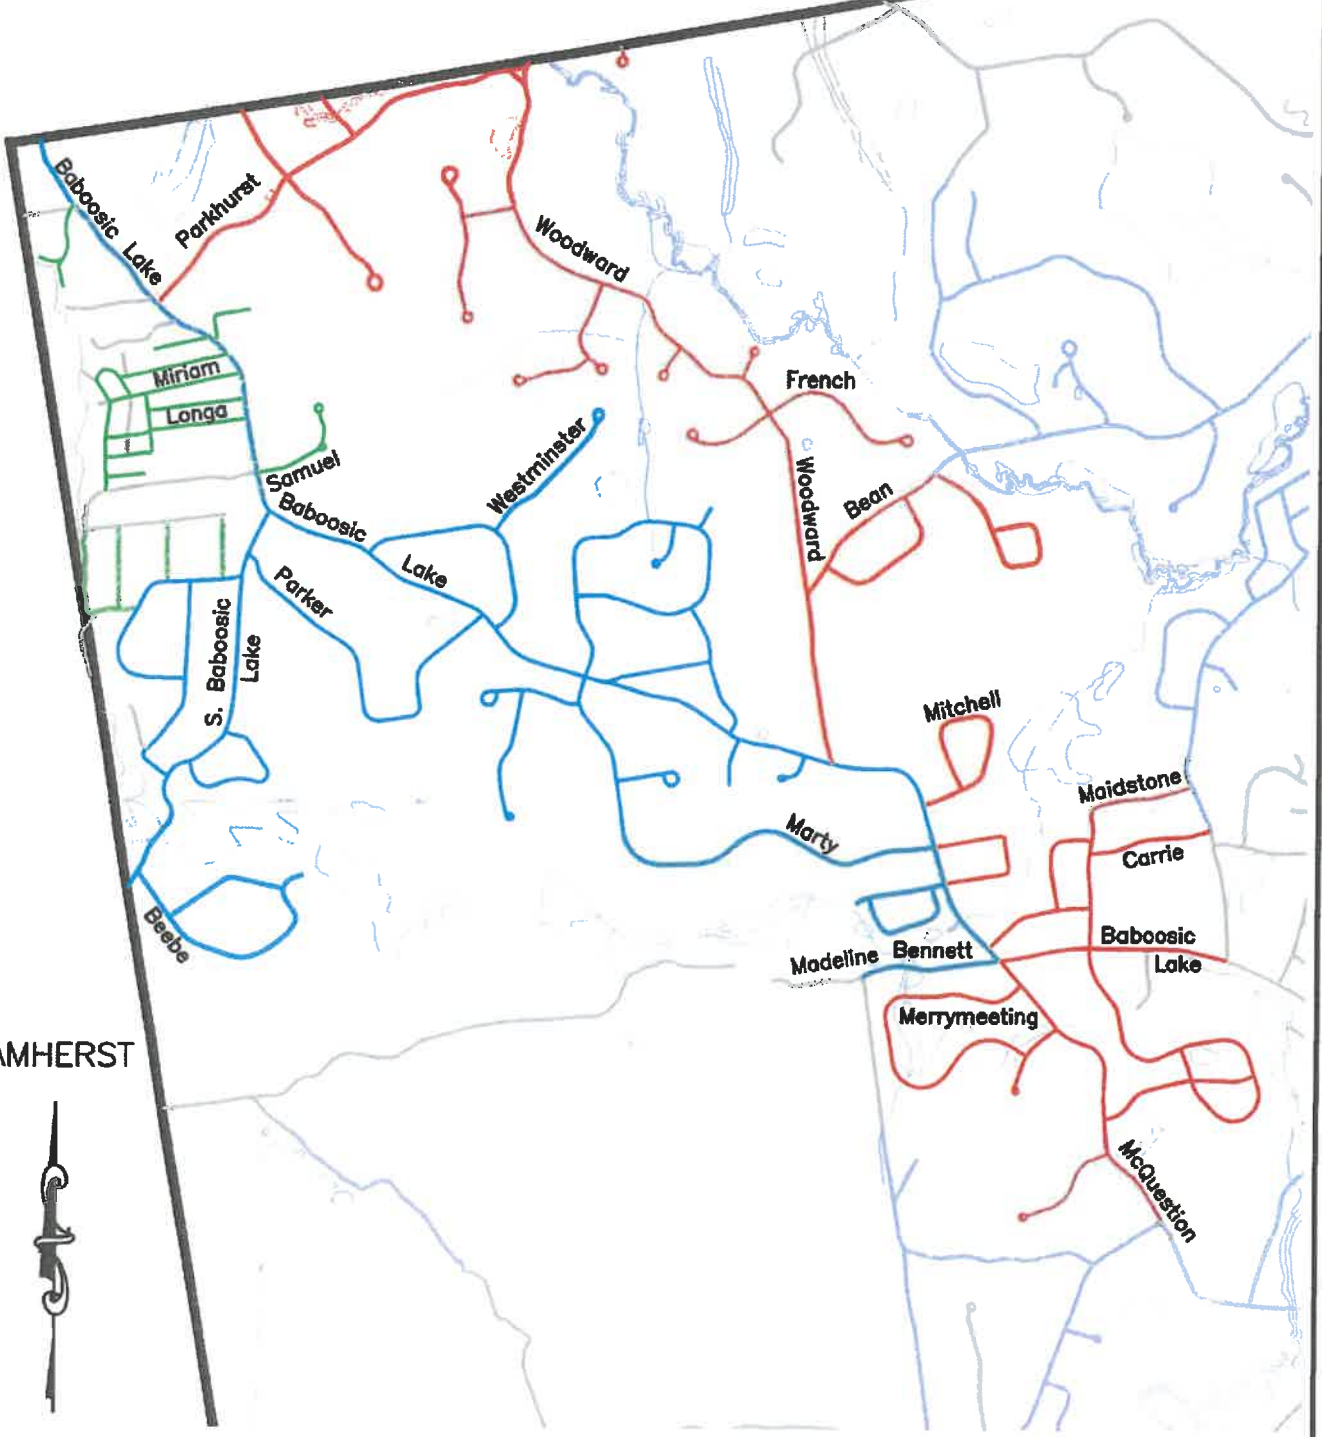 Baboosic Lake
Parkhurst
Woodward
Miriam
French
Longa
Westminster
Samuel
Woodward
Bean
Baboosic
Lake
Parker
S. Baboosic
Lake
Mitchell
Maidstone
Marty
Carrie
Beebe
Baboosic
Lake
Madeline Bennett
Merrymeeting
AMHERST
McQuestion